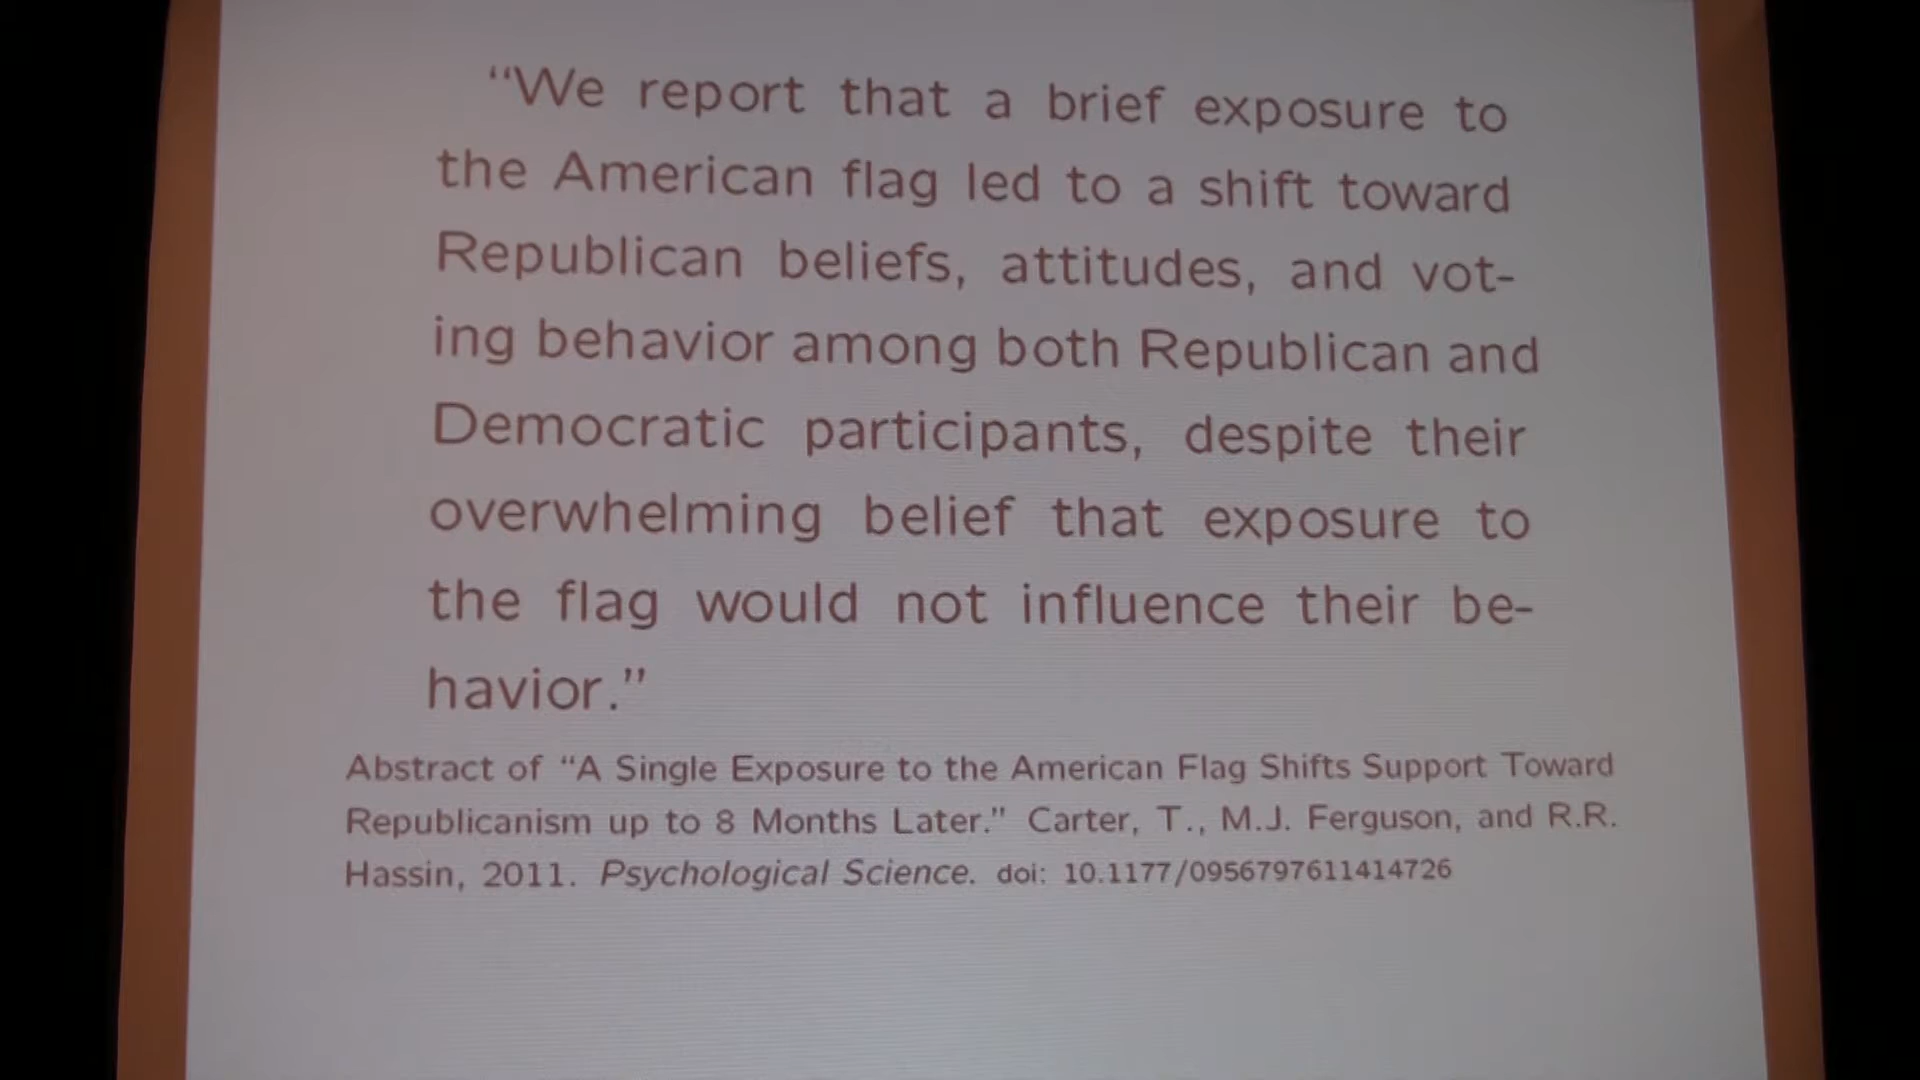 “We report that a brief exposure to
the American flag led to a shift toward
Republican beliefs, attitudes, and vot-
ing behavior among both Republican and
Democratic participants, despite their
overwhelming belief that exposure to
the flag would not influence their be-
havior.”
Abstract of “A Single Exposure to the American Flag Shifts Support Toward
Republicanism up to 8 Months Later.” Carter, T., M.J. Ferguson, and R.R.
Hassin, 2011. Psychological Science. doi: 10.1177/0956797611414726